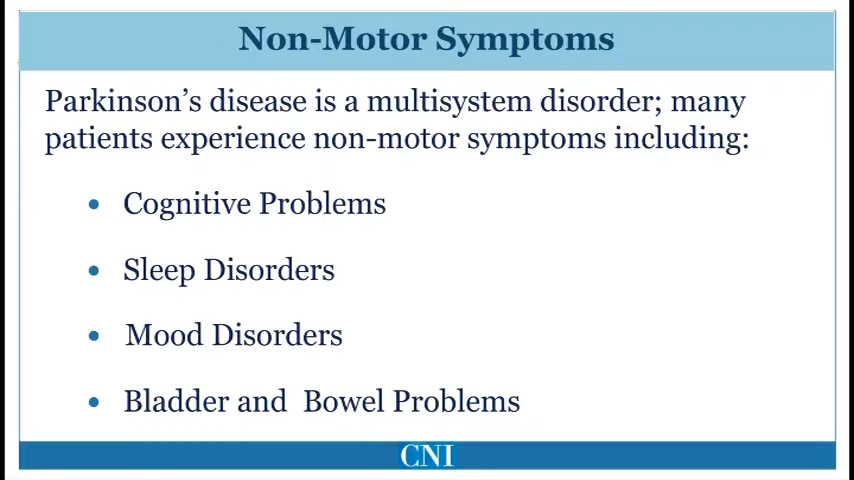 Non-Motor Symptoms
Parkinson’s disease is a multisystem disorder; many
patients experience non-motor symptoms including:
• Cognitive Problems
• Sleep Disorders
• Mood Disorders
• Bladder and  Bowel Problems
CNI